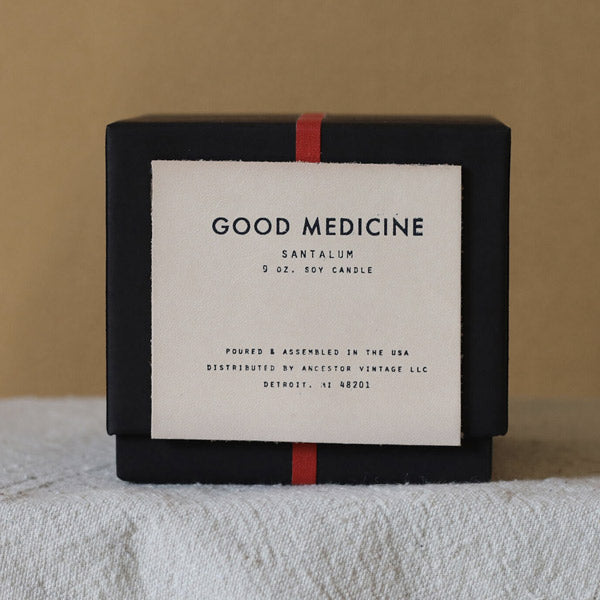 GOOD MEDICINE
SANTALUM
9 OZ. SOY CANDLE
POURED & ASSEMBLED IN THE USA
DISTRIBUTED BY ANCESTOR VINTAGE LLC
DETROIT, MI 48201